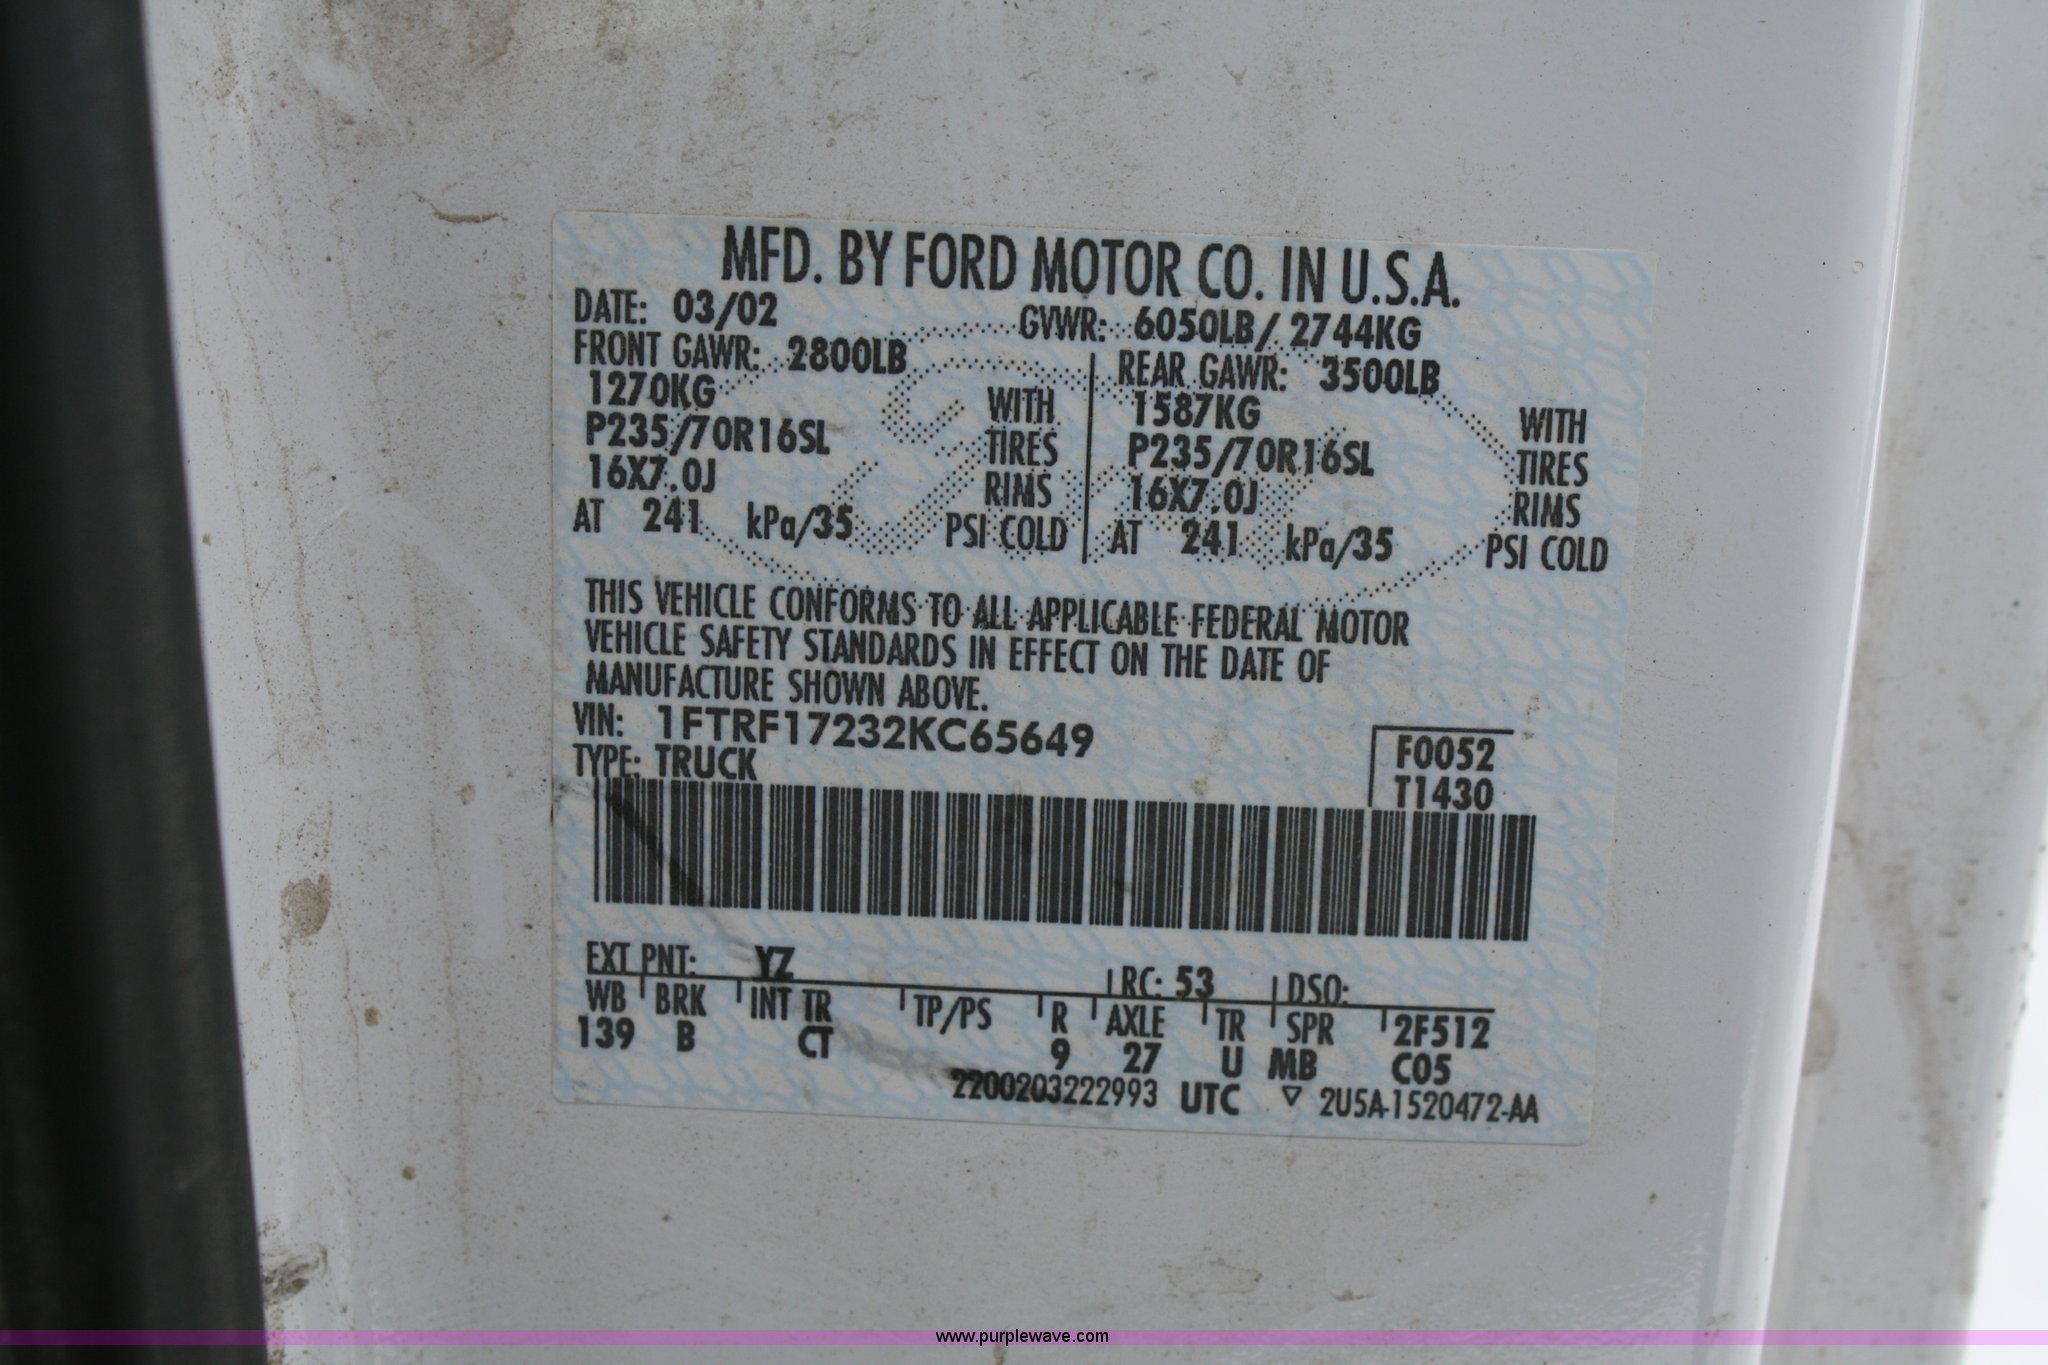 MFD. BY FORD MOTOR CO. IN U.S.A.
DATE: 03/02 GVWR: 6050LB/ 2744KG
FRONT GAWR: 2800LB REAR GAWR: 3500LB
1270KG WITH 1587KG WITH
P235/70R16SL TIRES P235/70R16SL TIRES
16X7.0J RIMS 16X7.0J RIMS
AT 241 kPa/35 PSI COLD AT 241 kPa/35 PSI COLD
THIS VEHICLE CONFORMS TO ALL APPLICABLE FEDERAL MOTOR
VEHICLE SAFETY STANDARDS IN EFFECT ON THE DATE OF
MANUFACTURE SHOWN ABOVE.
VIN: 1FTRF17232KC65649 F0052
TYPE: TRUCK T1430
EXT PNT: YZ RC: 53 DSO:
WB BRK INT TR TP/PS R AXLE TR SPR 2F512
139 B CT 9 27 U MB C05
2200203222993 UTC ▽ 2U5A-1520472-AA
www.purplewave.com